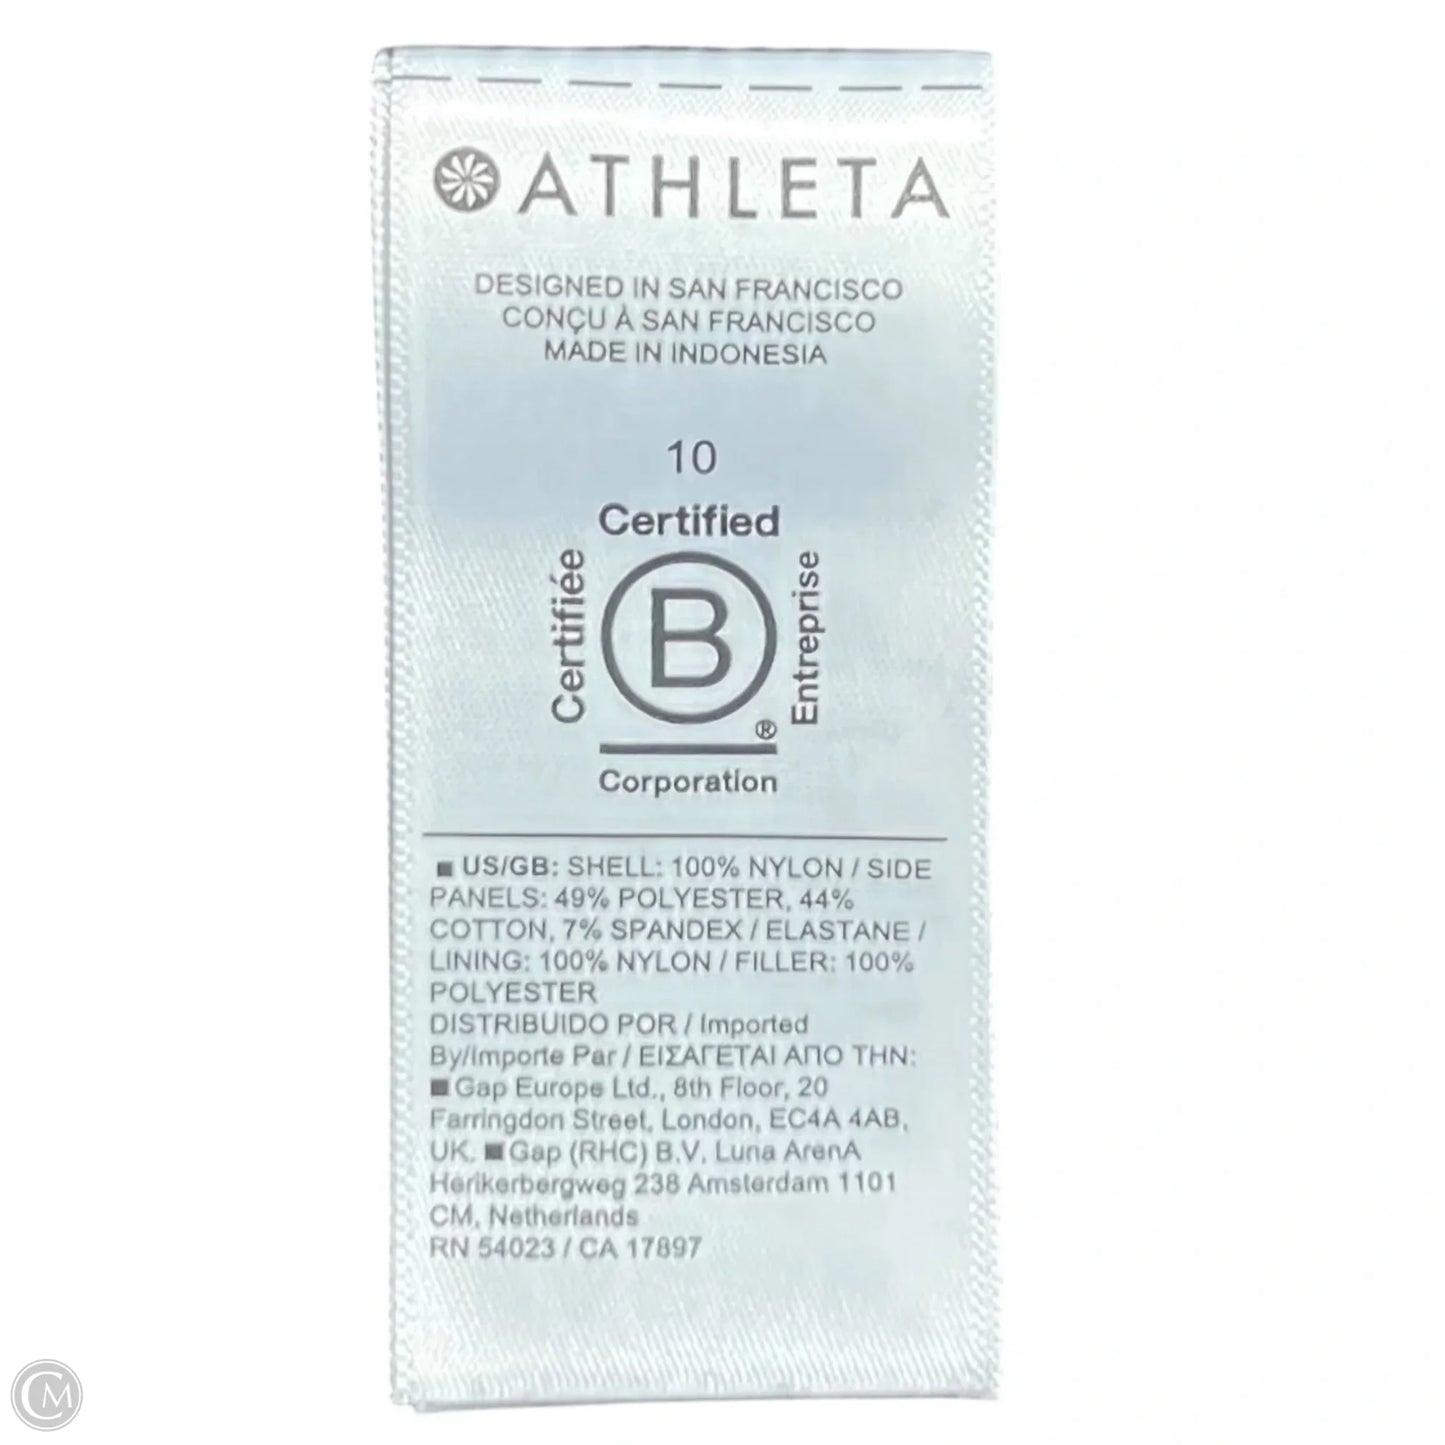 ATHLETA
DESIGNED IN SAN FRANCISCO
CONÇU À SAN FRANCISCO
MADE IN INDONESIA
10
Certified
Certifiée
B
Entreprise
®
Corporation
■ US/GB: SHELL: 100% NYLON / SIDE
PANELS: 49% POLYESTER, 44%
COTTON, 7% SPANDEX / ELASTANE /
LINING: 100% NYLON / FILLER: 100%
POLYESTER
DISTRIBUIDO POR / Imported
By/Importe Par / ΕΙΣΑΓΕΤΑΙ ΑΠΟ ΤΗΝ:
■ Gap Europe Ltd., 8th Floor, 20
Farringdon Street, London, EC4A 4AB,
UK. ■ Gap (RHC) B.V. Luna ArenA
Herikerbergweg 238 Amsterdam 1101
CM, Netherlands
RN 54023 / CA 17897
CM